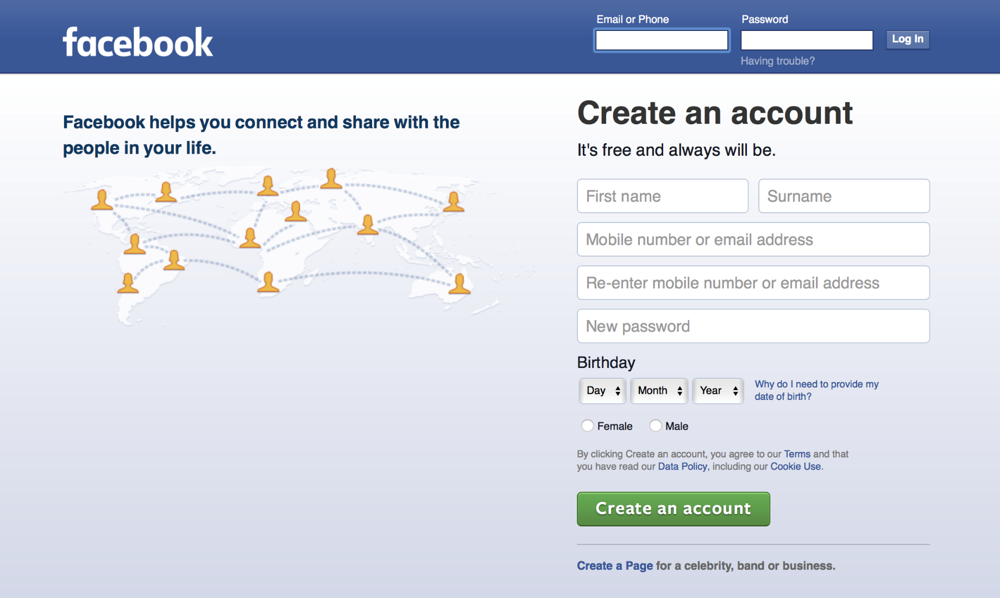 facebook
Email or Phone
Password
Log In
Having trouble?
Facebook helps you connect and share with the
people in your life.
Create an account
It's free and always will be.
First name
Surname
Mobile number or email address
Re-enter mobile number or email address
New password
Birthday
Day
Month
Year
Why do I need to provide my
date of birth?
Female
Male
By clicking Create an account, you agree to our Terms and that
you have read our Data Policy, including our Cookie Use.
Create an account
Create a Page for a celebrity, band or business.